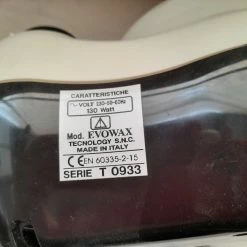 CARATTERISTICHE
~ VOLT 230-50-60Hz
130 Watt
Mod. EVOWAX
TECNOLOGY S.N.C.
MADE IN ITALY
CE EN 60335-2-15
SERIE T 0933